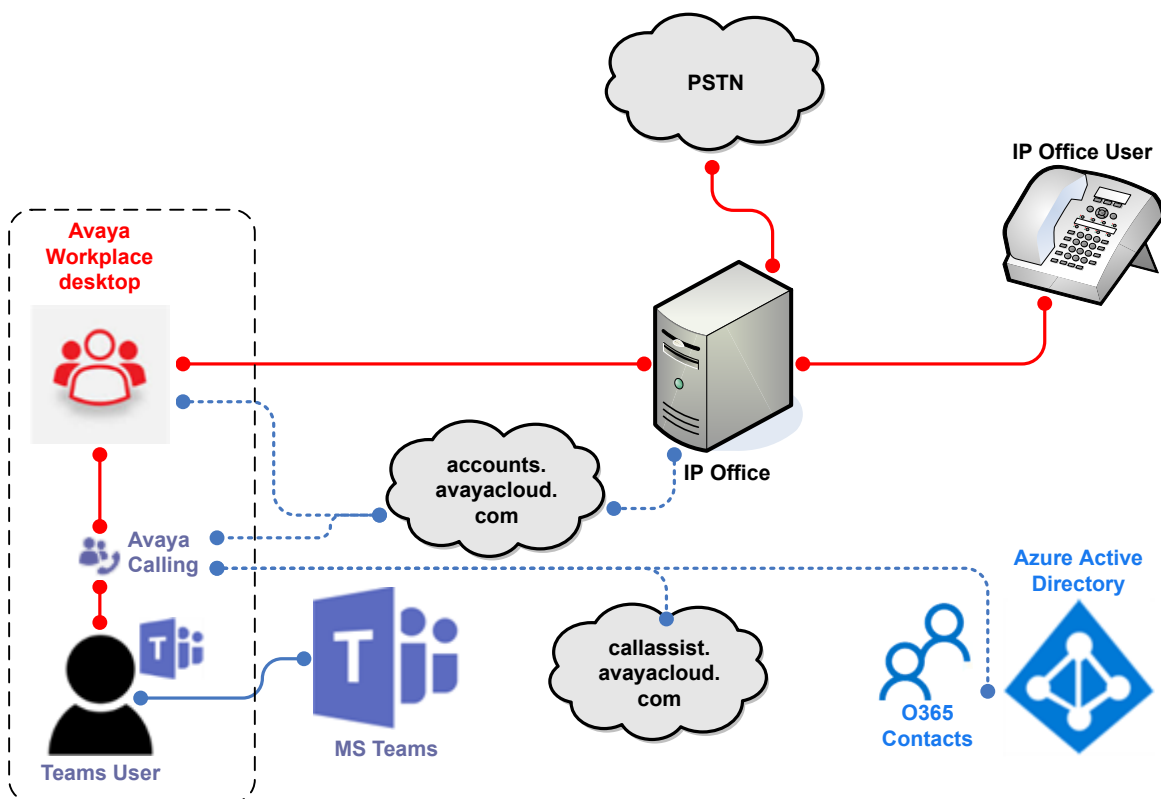 PSTN
IP Office User
Avaya
Workplace
desktop
IP Office
accounts.
avayacloud.
com
Avaya
Calling
Azure Active
Directory
callassist.
avayacloud.
com
T
T
O365
Contacts
MS Teams
Teams User